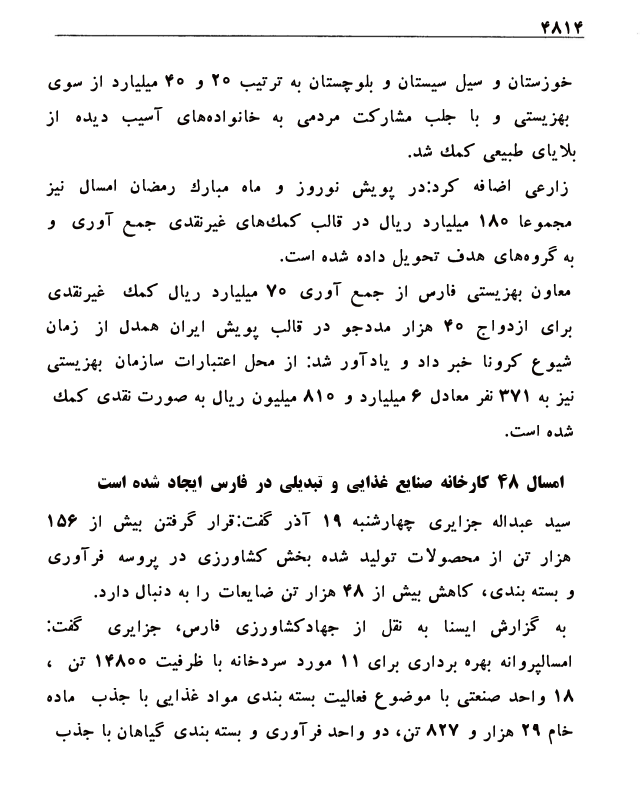 ۴۸۱۴
خوزستان و سیل سیستان و بلوچستان به ترتیب ۲۰ و ۴۰ میلیارد از سوی
بهزیستی و با جلب مشارکت مردمی به خانواده‌های آسیب دیده از
بلایای طبیعی کمک شد.
زارعی اضافه کرد:در پویش نوروز و ماه مبارک رمضان امسال نیز
مجموعا ۱۸۰ میلیارد ریال در قالب کمک‌های غیرنقدی جمع آوری و
به گروه‌های هدف تحویل داده شده است.
معاون بهزیستی فارس از جمع آوری ۷۰ میلیارد ریال کمک غیرنقدی
برای ازدواج ۴۰ هزار مددجو در قالب پویش ایران همدل از زمان
شیوع کرونا خبر داد و یادآور شد: از محل اعتبارات سازمان بهزیستی
نیز به ۳۷۱ نفر معادل ۶ میلیارد و ۸۱۰ میلیون ریال به صورت نقدی کمک
شده است.
امسال ۴۸ کارخانه صنایع غذایی و تبدیلی در فارس ایجاد شده است
سید عبداله جزایری چهارشنبه ۱۹ آذر گفت:قرار گرفتن بیش از ۱۵۶
هزار تن از محصولات تولید شده بخش کشاورزی در پروسه فرآوری
و بسته بندی، کاهش بیش از ۴۸ هزار تن ضایعات را به دنبال دارد.
به گزارش ایسنا به نقل از جهادکشاورزی فارس، جزایری گفت:
امسالپروانه بهره برداری برای ۱۱ مورد سردخانه با ظرفیت ۱۴۸۰۰ تن ،
۱۸ واحد صنعتی با موضوع فعالیت بسته بندی مواد غذایی با جذب ماده
خام ۲۹ هزار و ۸۲۷ تن، دو واحد فرآوری و بسته بندی گیاهان با جذب